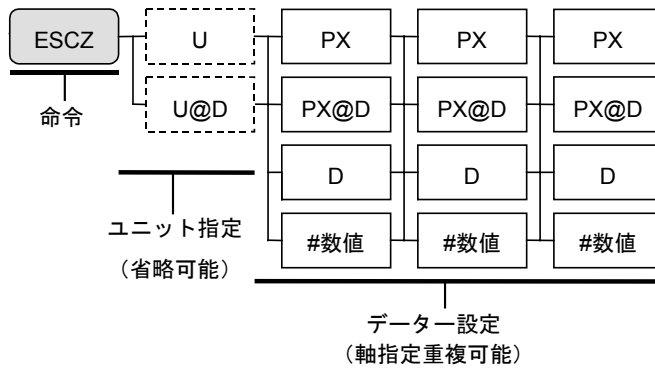 ESCZ U PX PX PX
U@D PX@D PX@D PX@D
命令
D D D
ユニット指定
(省略可能)
#数値 #数値 #数値
データー設定
(軸指定重複可能)